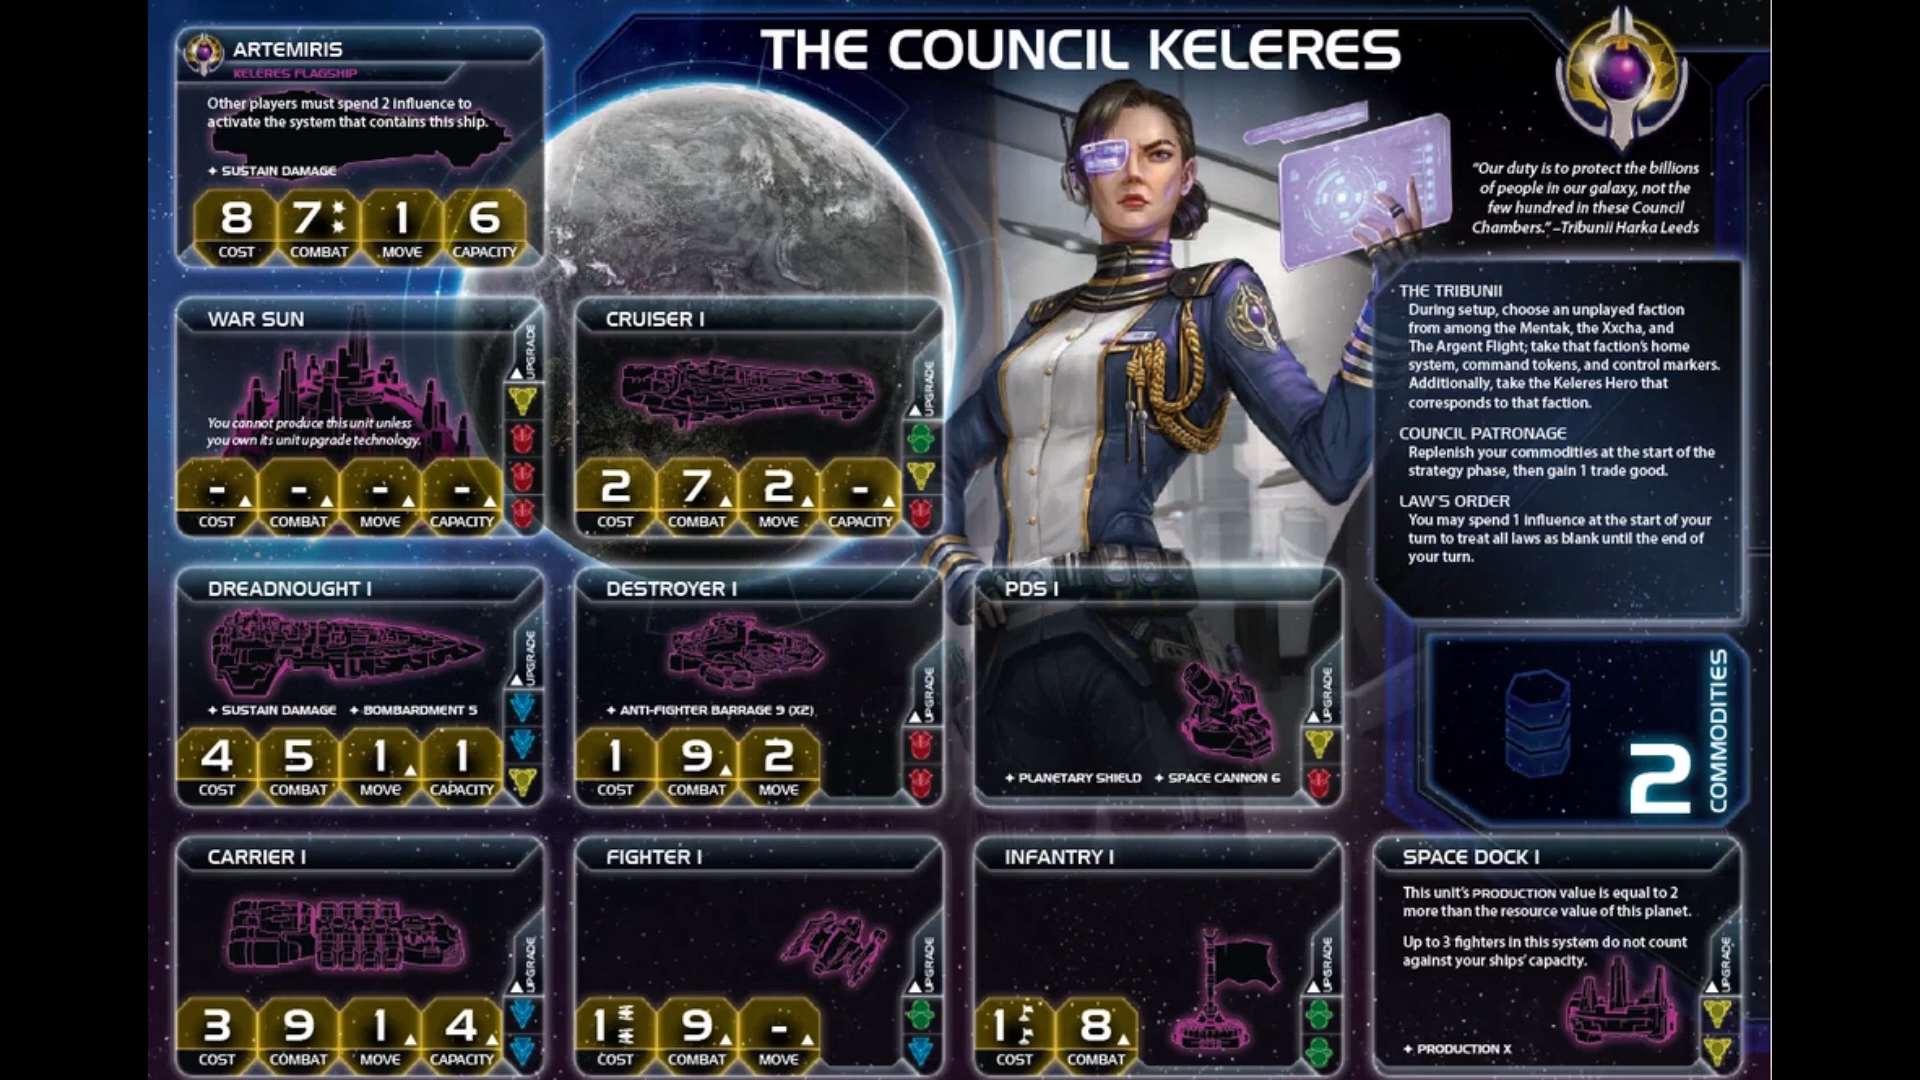 THE COUNCIL KELERES
ARTEMIRIS
KELERES FLAGSHIP
Other players must spend 2 influence to
activate the system that contains this ship.
✦ SUSTAIN DAMAGE
8 7 1 6
COST COMBAT MOVE CAPACITY
“Our duty is to protect the billions
of people in our galaxy, not the
few hundred in these Council
Chambers.” –Tribunii Harka Leeds
THE TRIBUNII
During setup, choose an unplayed faction
from among the Mentak, the Xxcha, and
The Argent Flight; take that faction's home
system, command tokens, and control markers.
Additionally, take the Keleres Hero that
corresponds to that faction.
COUNCIL PATRONAGE
Replenish your commodities at the start of the
strategy phase, then gain 1 trade good.
LAW'S ORDER
You may spend 1 influence at the start of your
turn to treat all laws as blank until the end of
your turn.
WAR SUN
UPGRADE
You cannot produce this unit unless
you own its unit upgrade technology.
- - - -
COST COMBAT MOVE CAPACITY
CRUISER I
UPGRADE
2 7 2 -
COST COMBAT MOVE CAPACITY
DREADNOUGHT I
UPGRADE
✦ SUSTAIN DAMAGE ✦ BOMBARDMENT 5
4 5 1 1
COST COMBAT MOVE CAPACITY
DESTROYER I
UPGRADE
✦ ANTI-FIGHTER BARRAGE 9 (X2)
1 9 2
COST COMBAT MOVE
PDS I
UPGRADE
✦ PLANETARY SHIELD ✦ SPACE CANNON 6
2
COMMODITIES
CARRIER I
UPGRADE
3 9 1 4
COST COMBAT MOVE CAPACITY
FIGHTER I
UPGRADE
1 9 -
COST COMBAT MOVE
INFANTRY I
UPGRADE
1 8
COST COMBAT
SPACE DOCK I
This unit's PRODUCTION value is equal to 2
more than the resource value of this planet.
Up to 3 fighters in this system do not count
against your ships' capacity.
UPGRADE
✦ PRODUCTION X